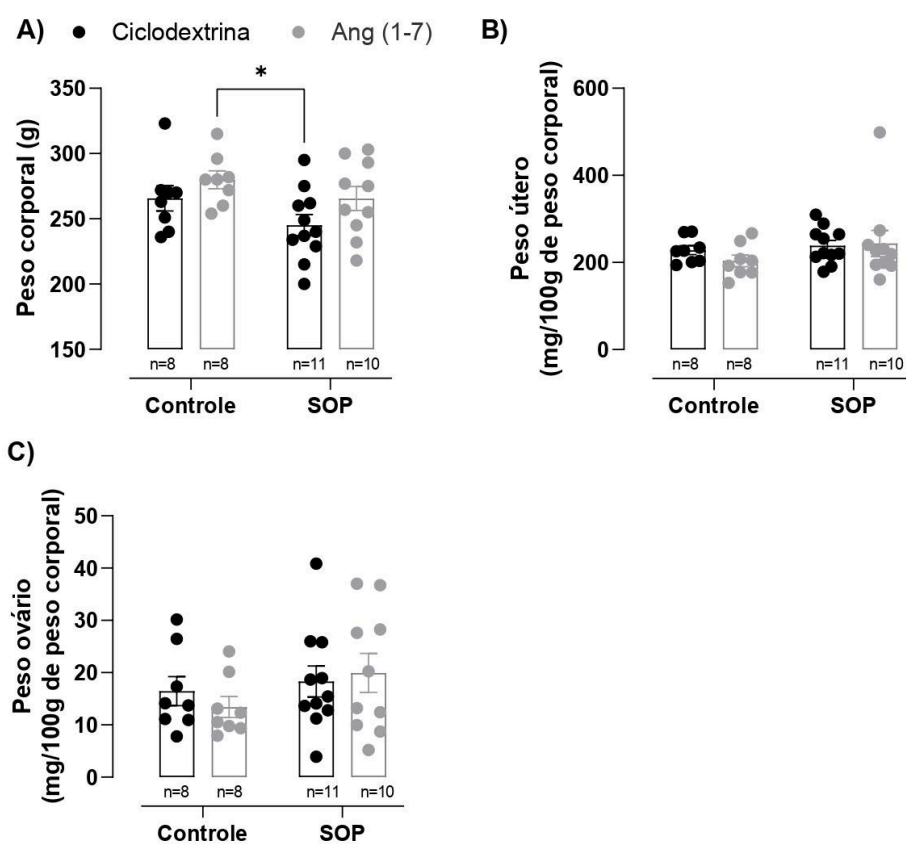 A) Ciclodextrina Ang (1-7)
Peso corporal (g)
350
300
250
200
150
*
n=8 n=8 n=11 n=10
Controle SOP
B)
Peso útero
(mg/100g de peso corporal)
600
400
200
0
n=8 n=8 n=11 n=10
Controle SOP
C)
Peso ovário
(mg/100g de peso corporal)
50
40
30
20
10
0
n=8 n=8 n=11 n=10
Controle SOP